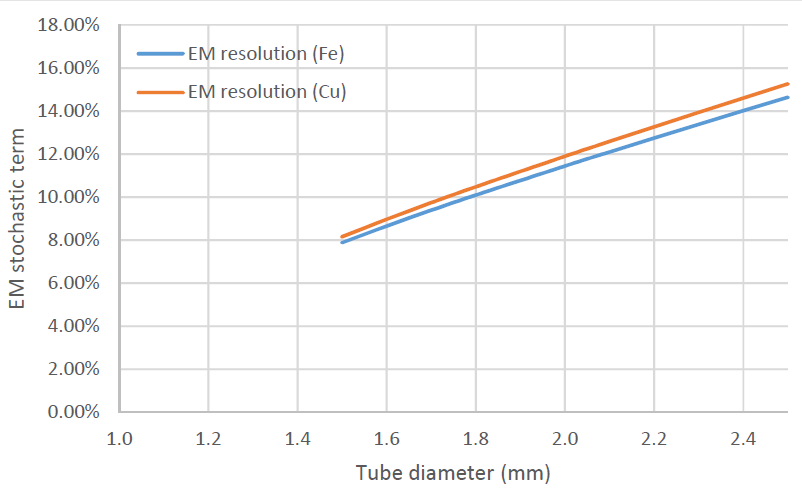 18.00%
16.00%
14.00%
12.00%
10.00%
8.00%
6.00%
4.00%
2.00%
0.00%
EM stochastic term
EM resolution (Fe)
EM resolution (Cu)
1.0 1.2 1.4 1.6 1.8 2.0 2.2 2.4
Tube diameter (mm)